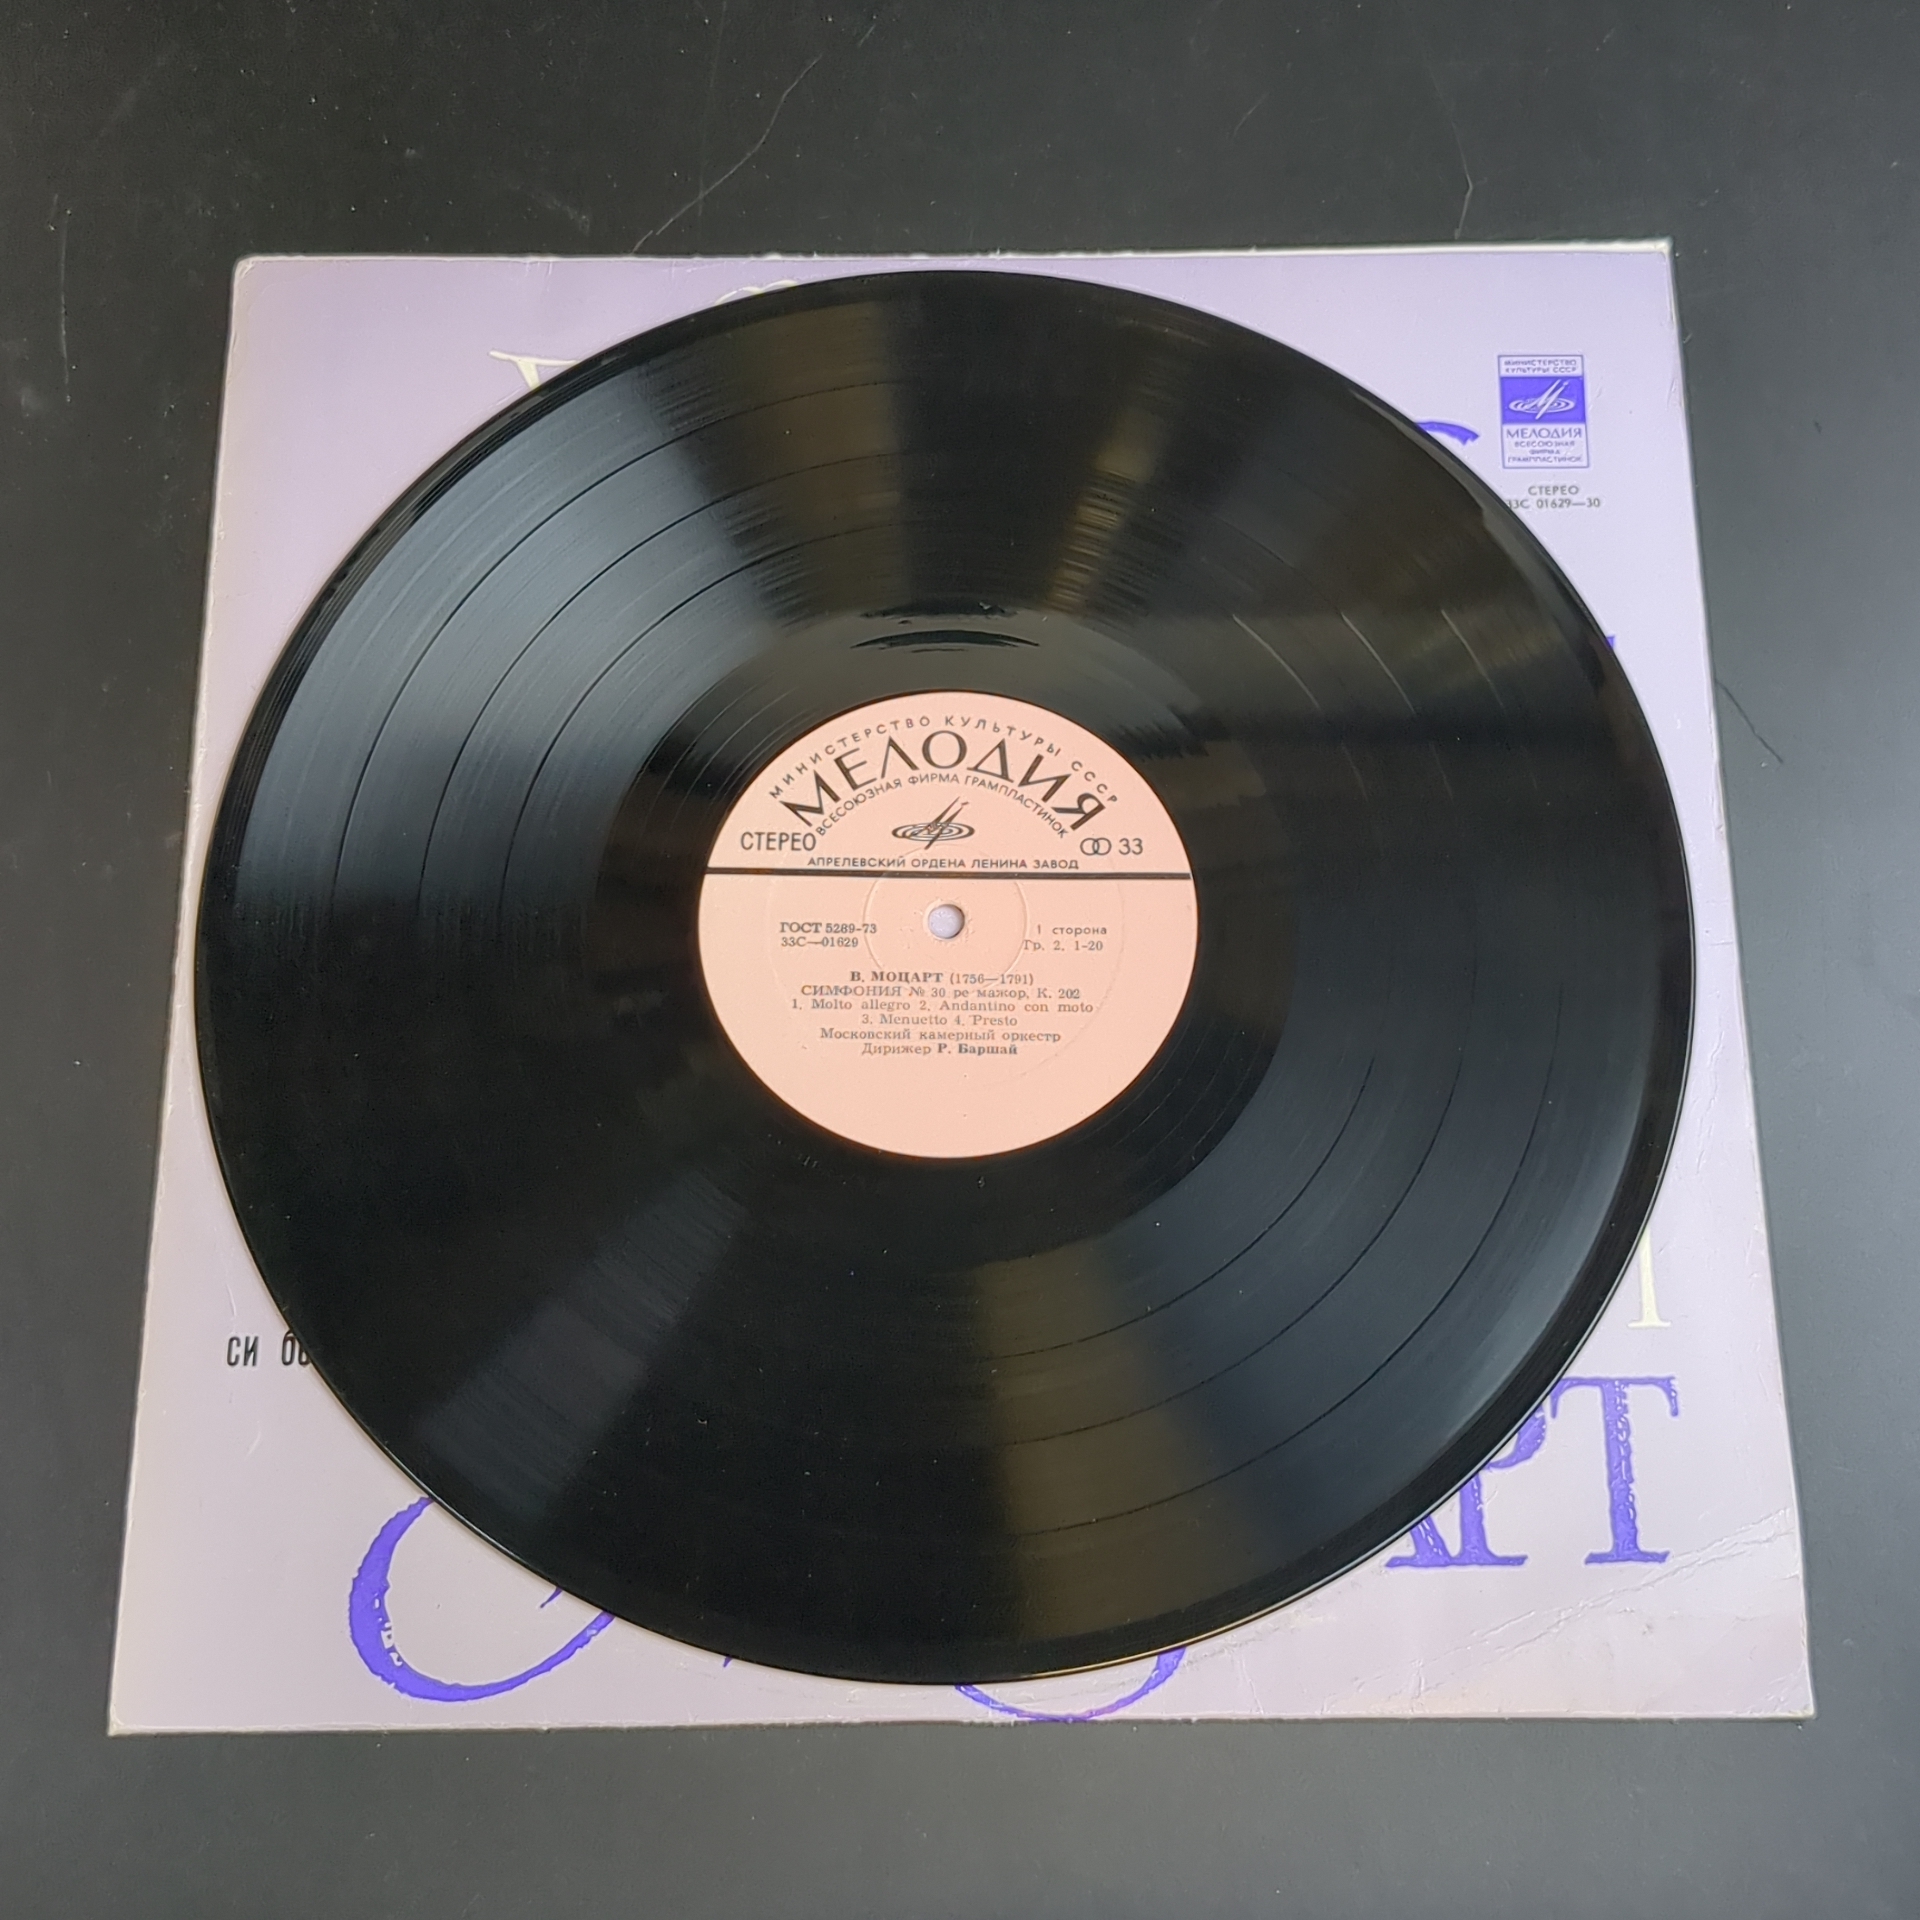 МИНИСТЕРСТВО
КУЛЬТУРЫ СССР
МЕЛОДИЯ
ВСЕСОЮЗНАЯ
ФИРМА
ГРАМПЛАСТИНОК
СТЕРЕО
33С 01629—30
МИНИСТЕРСТВО КУЛЬТУРЫ СССР
МЕЛОДИЯ
ВСЕСОЮЗНАЯ ФИРМА ГРАМПЛАСТИНОК
СТЕРЕО 33
АПРЕЛЕВСКИЙ ОРДЕНА ЛЕНИНА ЗАВОД
ГОСТ 5289-73 1 сторона
33С—01629 Гр. 2. 1-20
В. МОЦАРТ (1756—1791)
СИМФОНИЯ № 30 ре мажор, К. 202
1. Molto allegro 2. Andantino con moto
3. Menuetto 4. Presto
Московский камерный оркестр
Дирижер Р. Баршай
СИ
РТ